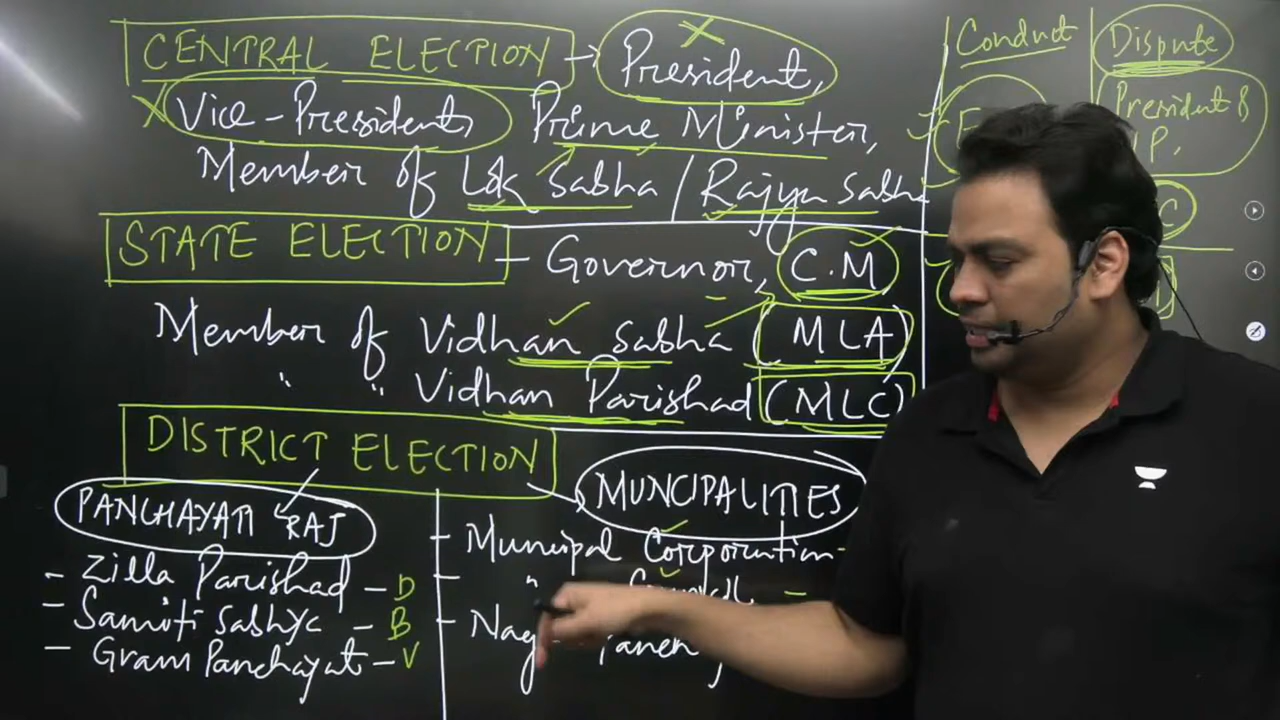 CENTRAL ELECTION → President,
Vice-President, Prime Minister,
Member of Lok Sabha / Rajya Sabha
STATE ELECTION - Governor, C.M
Member of Vidhan Sabha (MLA)
" " Vidhan Parishad (MLC)
DISTRICT ELECTION
PANCHAYATI RAJ
- Zilla Parishad - D
- Samiti Sabhya - B
- Gram Panchayat - V
MUNCIPALITIES
- Municipal Corporation -
Conduct
Dispute
President &
P.